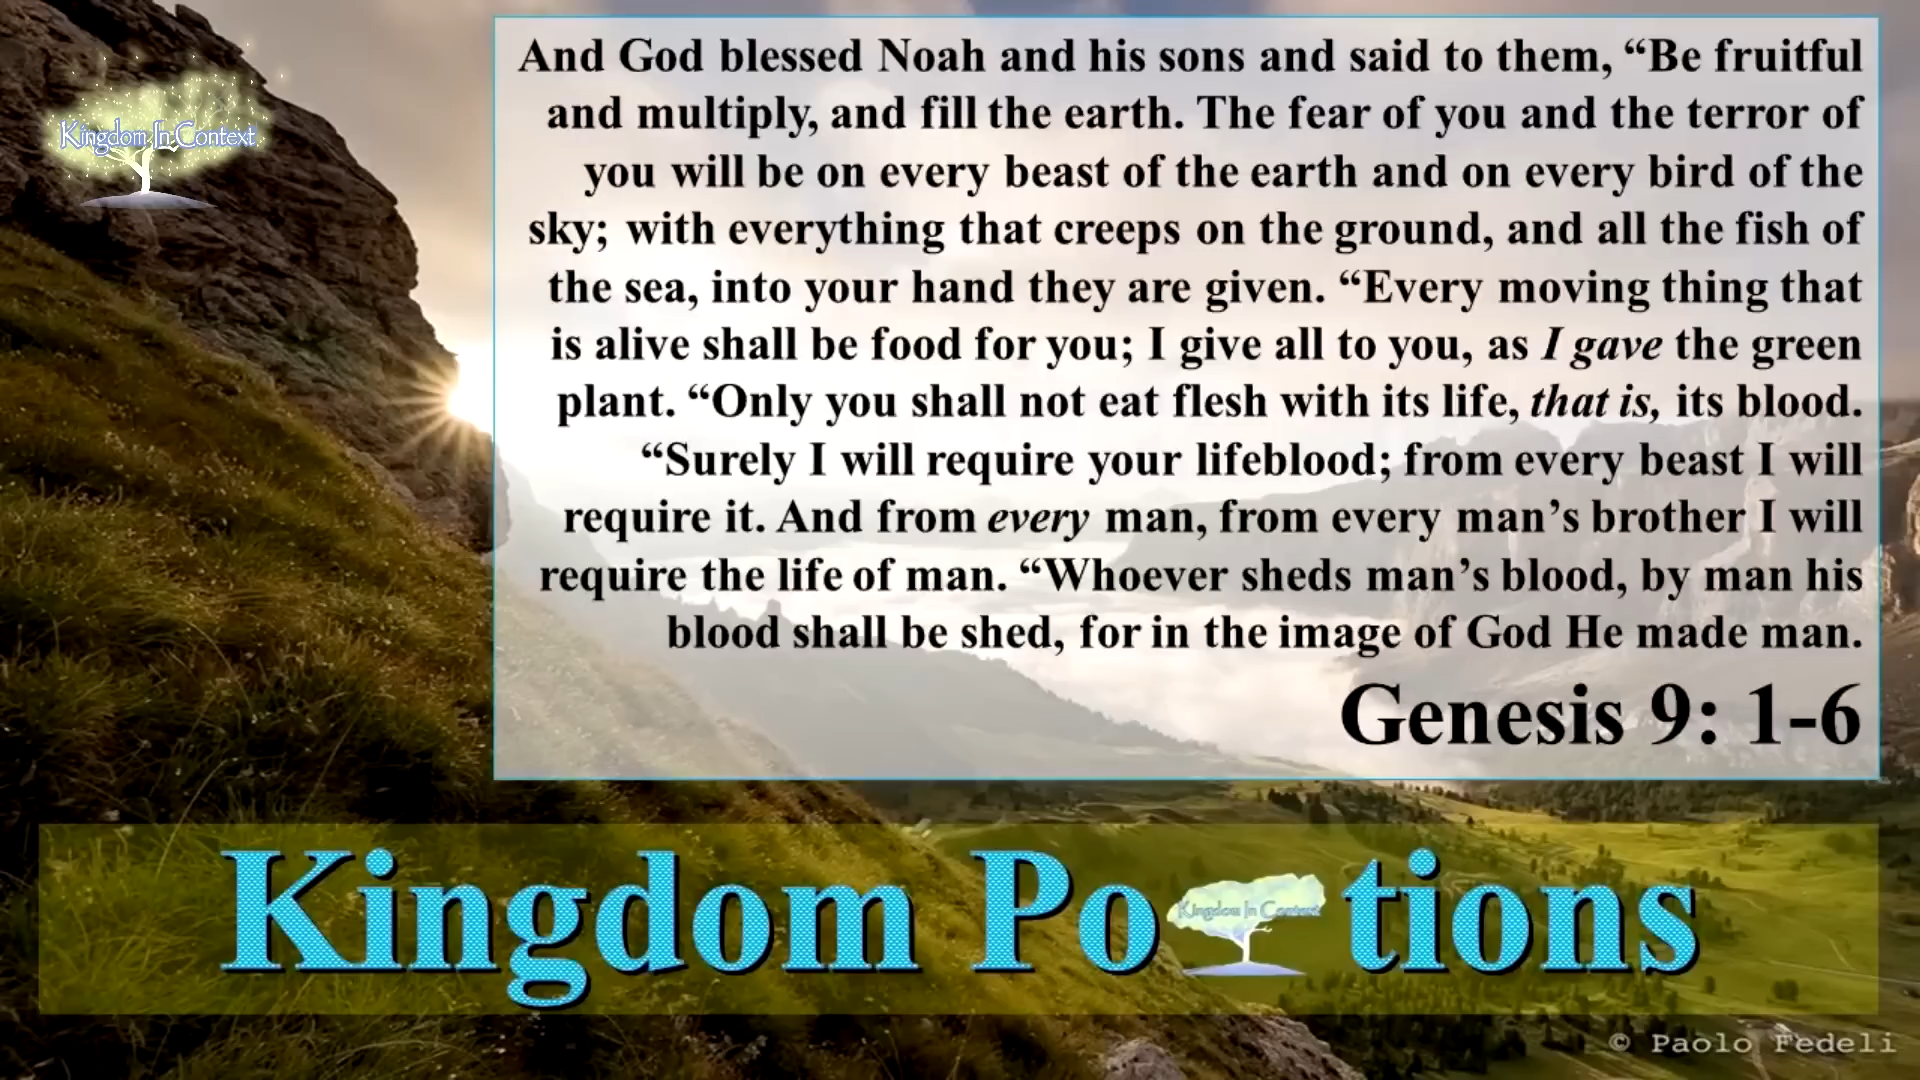 Kingdom In Context
And God blessed Noah and his sons and said to them, “Be fruitful
and multiply, and fill the earth. The fear of you and the terror of
you will be on every beast of the earth and on every bird of the
sky; with everything that creeps on the ground, and all the fish of
the sea, into your hand they are given. “Every moving thing that
is alive shall be food for you; I give all to you, as I gave the green
plant. “Only you shall not eat flesh with its life, that is, its blood.
“Surely I will require your lifeblood; from every beast I will
require it. And from every man, from every man’s brother I will
require the life of man. “Whoever sheds man’s blood, by man his
blood shall be shed, for in the image of God He made man.
Genesis 9: 1-6
Kingdom Po tions
Kingdom In Context
© Paolo Fedeli